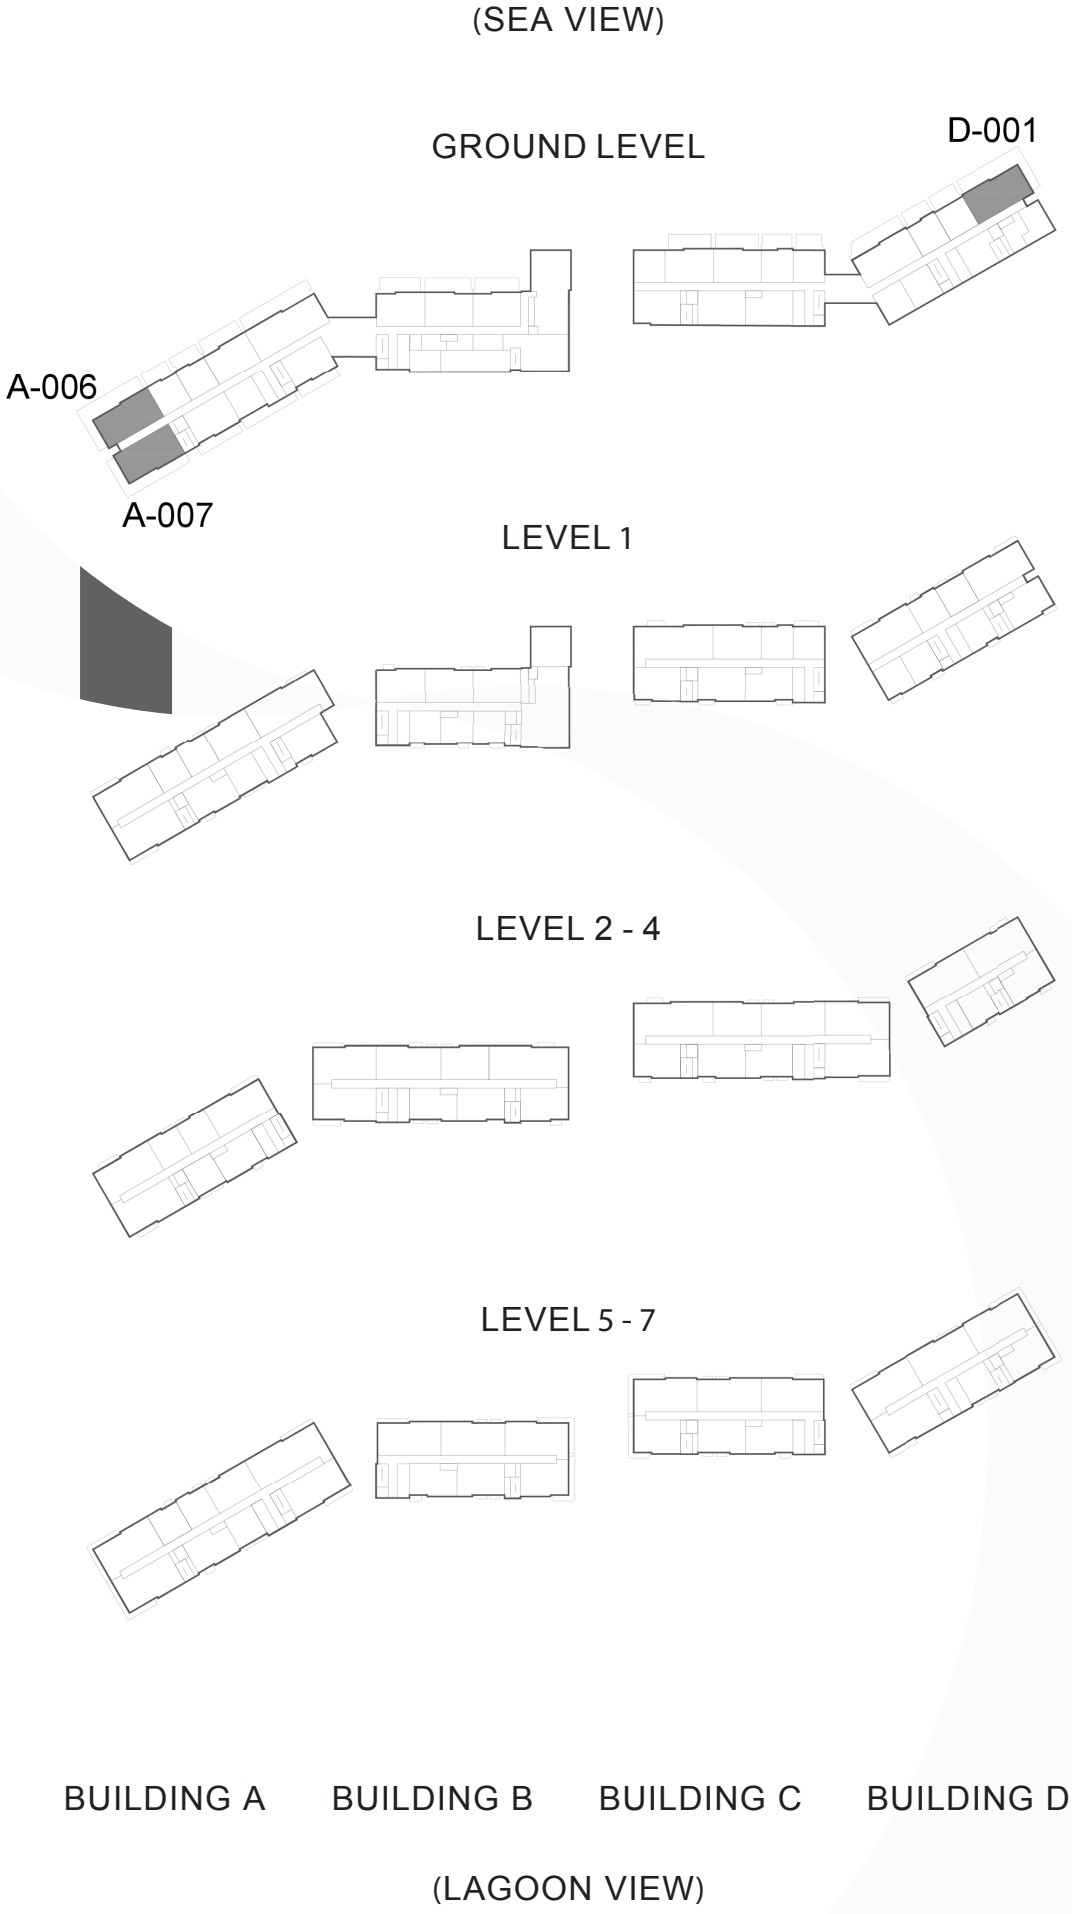 (SEA VIEW)
GROUND LEVEL
D-001
A-006
A-007
LEVEL 1
LEVEL 2 - 4
LEVEL 5 - 7
BUILDING A
BUILDING B
BUILDING C
BUILDING D
(LAGOON VIEW)